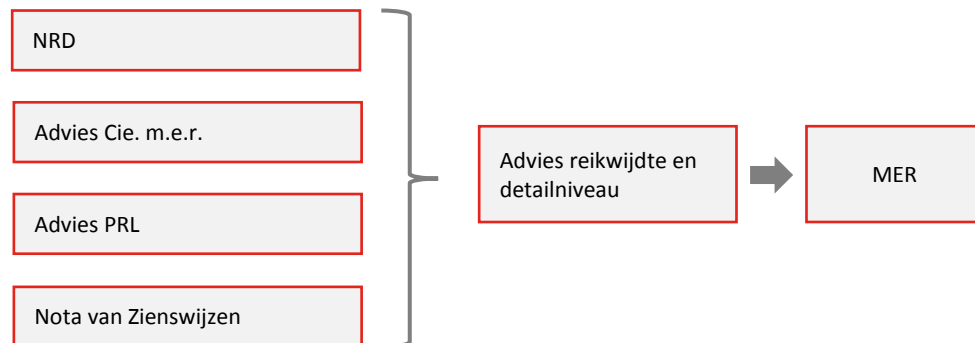 NRD
Advies Cie. m.e.r.
Advies PRL
Nota van Zienswijzen
Advies reikwijdte en
detailniveau
MER